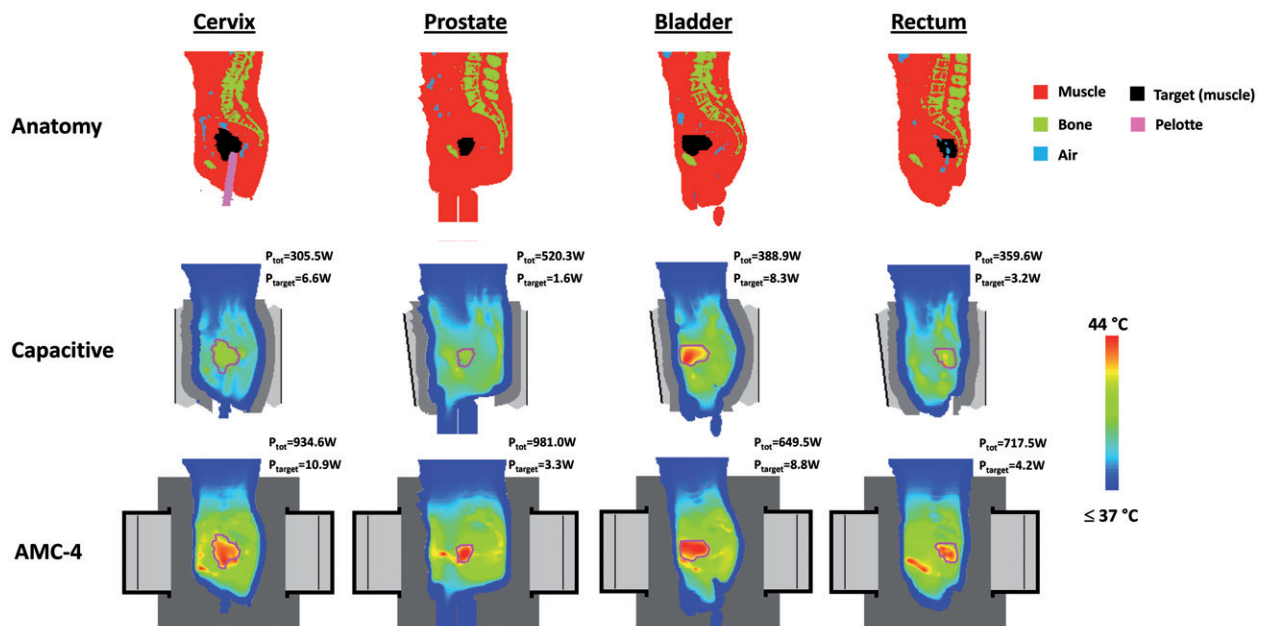 Cervix
Prostate
Bladder
Rectum
Anatomy
Muscle
Target (muscle)
Bone
Pelotte
Air
Capacitive
Ptot=305.5W
Ptarget=6.6W
Ptot=520.3W
Ptarget=1.6W
Ptot=388.9W
Ptarget=8.3W
Ptot=359.6W
Ptarget=3.2W
44 °C
≤ 37 °C
AMC-4
Ptot=934.6W
Ptarget=10.9W
Ptot=981.0W
Ptarget=3.3W
Ptot=649.5W
Ptarget=8.8W
Ptot=717.5W
Ptarget=4.2W